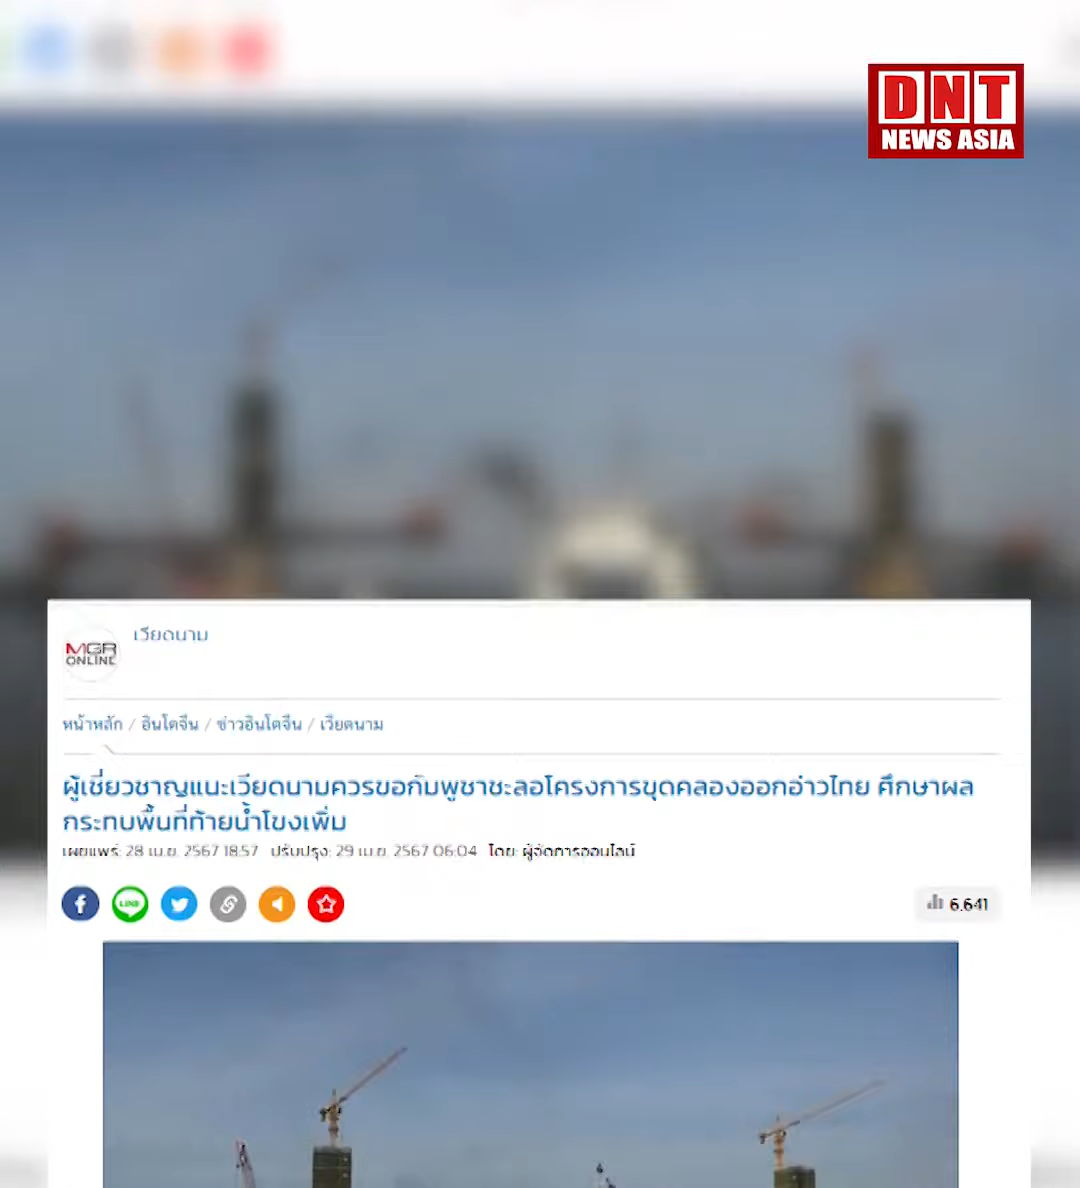 DNT
NEWS ASIA
เวียดนาม
MGR
ONLINE
หน้าหลัก / อินโดจีน / ข่าวอินโดจีน / เวียดนาม
ผู้เชี่ยวชาญแนะเวียดนามควรขอกัมพูชาชะลอโครงการขุดคลองออกอ่าวไทย ศึกษาผล
กระทบพื้นที่ท้ายน้ำโขงเพิ่ม
เผยแพร่: 28 เม.ย. 2567 18:57 ปรับปรุง: 29 เม.ย. 2567 06:04 โดย: ผู้จัดการออนไลน์
LINE
6,641